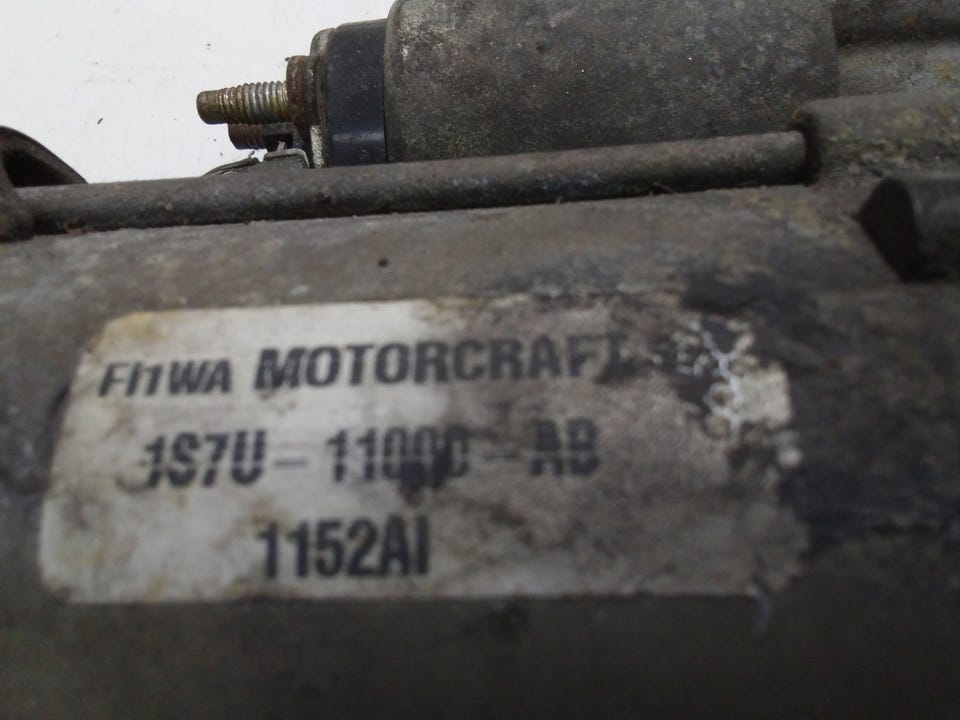 FI1WA MOTORCRAFT
1S7U-11000-AB
1152AI